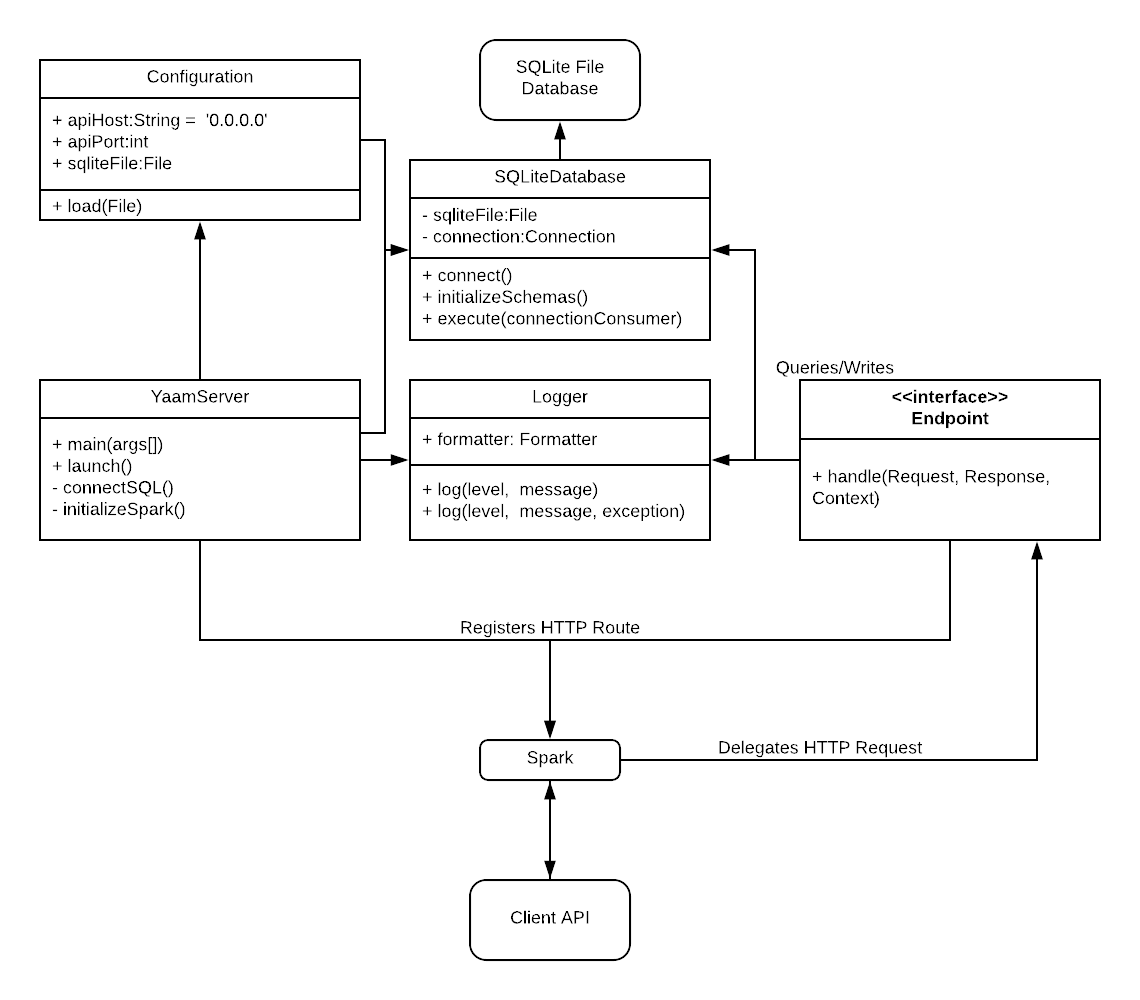 SQLite File
Database
Configuration
+ apiHost:String =  '0.0.0.0'
+ apiPort:int
+ sqliteFile:File
+ load(File)
SQLiteDatabase
- sqliteFile:File
- connection:Connection
+ connect()
+ initializeSchemas()
+ execute(connectionConsumer)
YaamServer
+ main(args[])
+ launch()
- connectSQL()
- initializeSpark()
Logger
+ formatter: Formatter
+ log(level,  message)
+ log(level,  message, exception)
Queries/Writes
<<interface>>
Endpoint
+ handle(Request, Response,
Context)
Registers HTTP Route
Spark
Delegates HTTP Request
Client API